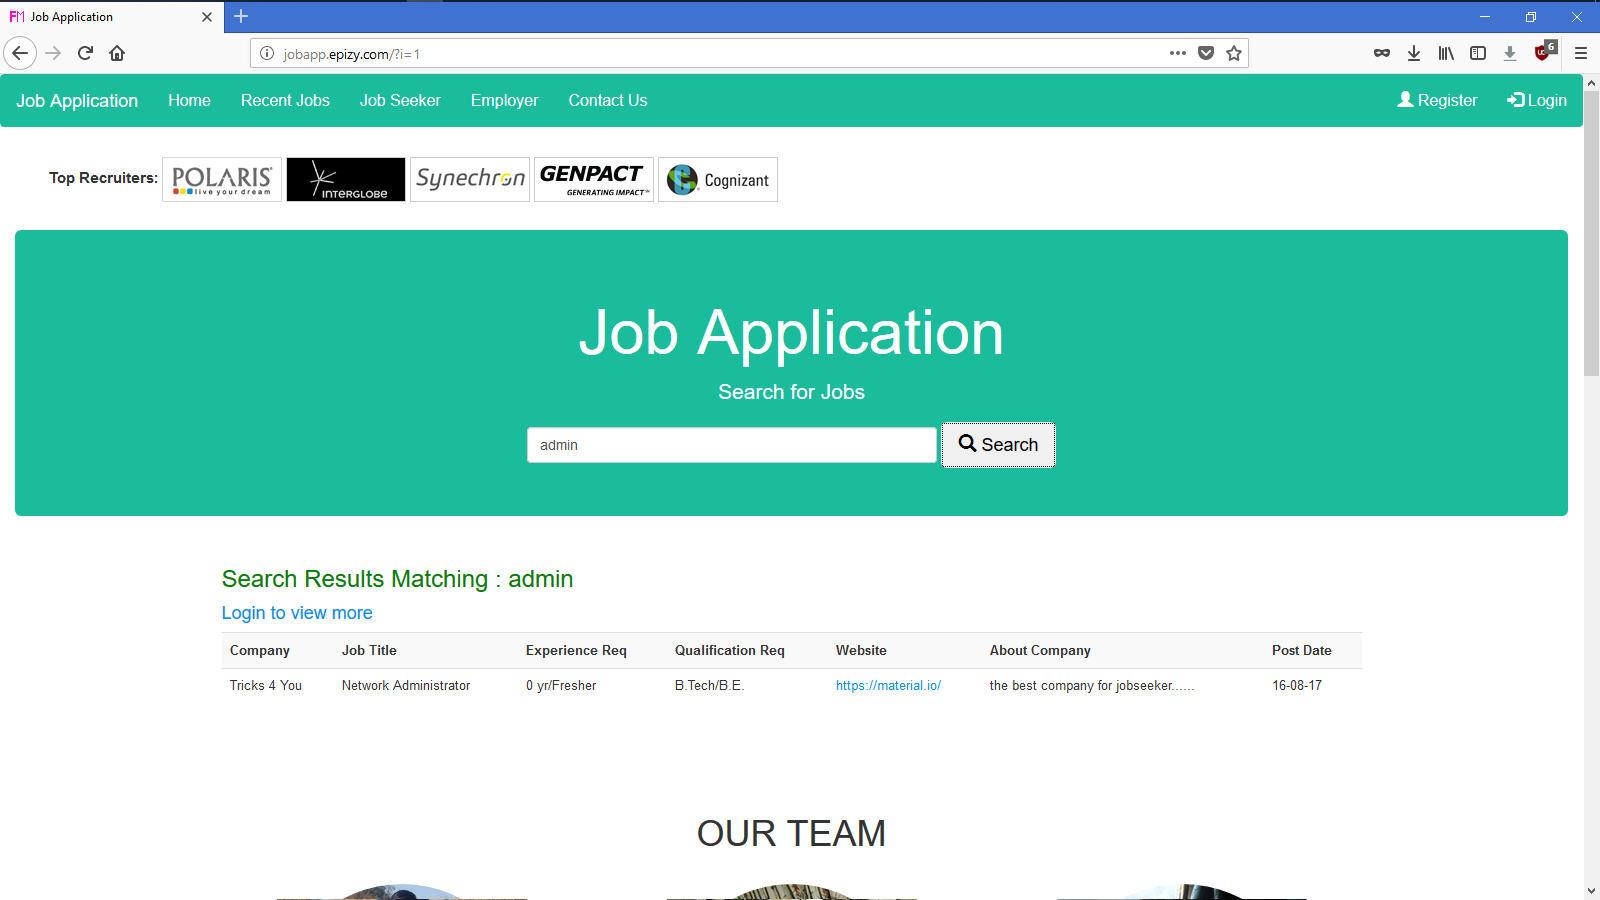 FM Job Application
jobapp.epizy.com/?i=1
6
Job Application Home Recent Jobs Job Seeker Employer Contact Us Register Login
Top Recruiters: POLARIS live your dream INTERGLOBE Synechron GENPACT GENERATING IMPACT Cognizant
Job Application
Search for Jobs
admin Search
Search Results Matching : admin
Login to view more
Company Job Title Experience Req Qualification Req Website About Company Post Date
Tricks 4 You Network Administrator 0 yr/Fresher B.Tech/B.E. https://material.io/ the best company for jobseeker...... 16-08-17
OUR TEAM